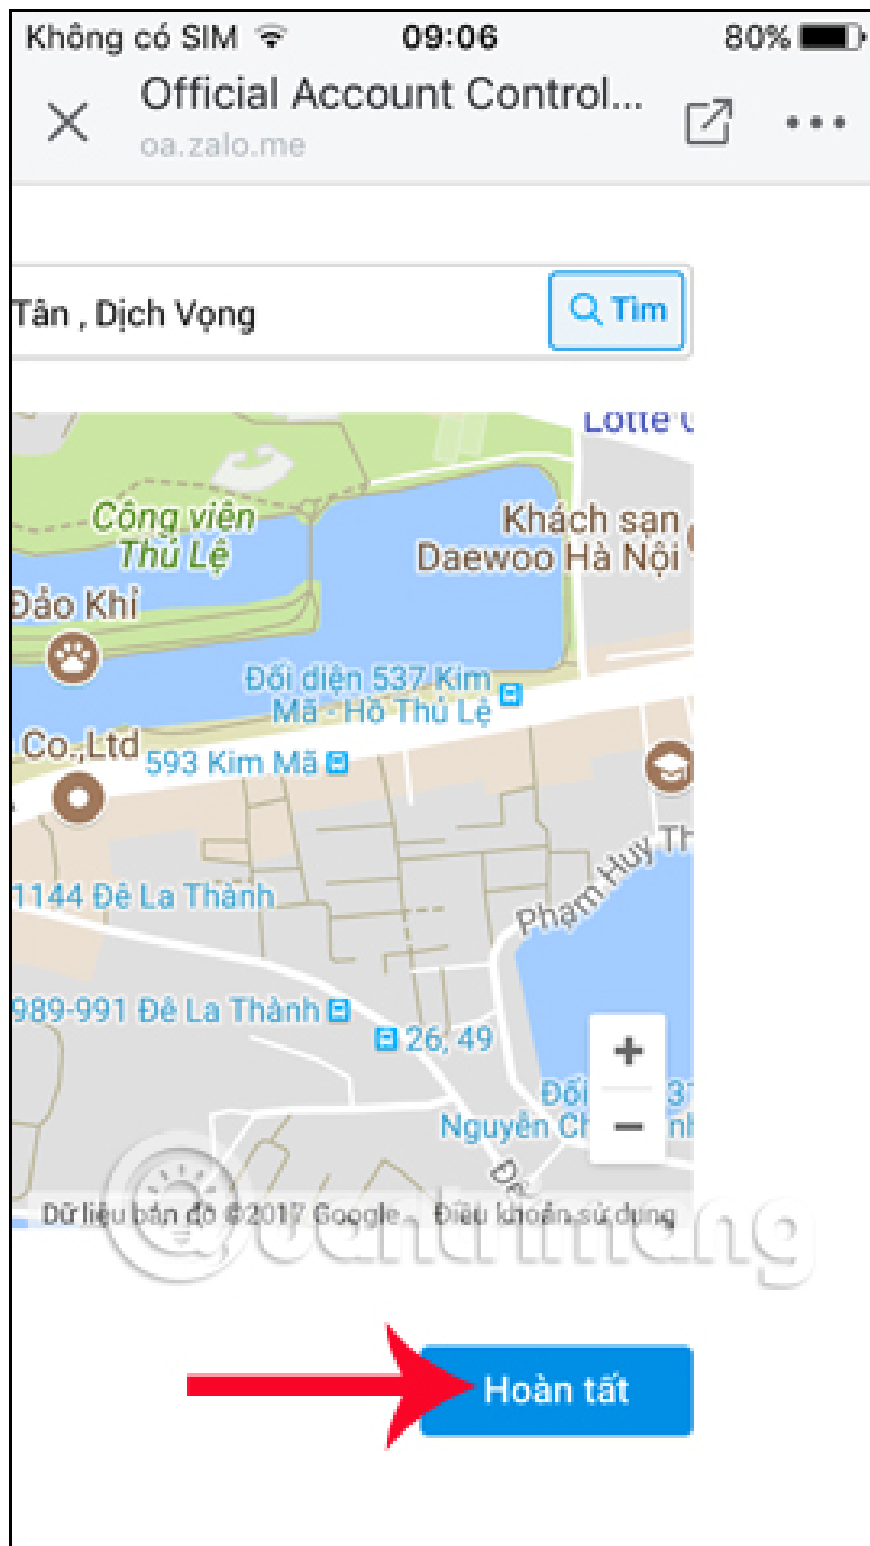 Không có SIM 09:06 80%
Official Account Control...
oa.zalo.me
Tân , Dịch Vọng
Tìm
Lotte
Công viên
Thủ Lệ
Khách sạn
Daewoo Hà Nội
Đảo Khỉ
Đối diện 537 Kim
Mã - Hồ Thủ Lệ
Co.,Ltd
593 Kim Mã
Phạm Huy Th
1144 Đê La Thành
989-991 Đê La Thành
26, 49
+
Đối
Nguyễn Ch
−
Dữ liệu bản đồ ©2017 Google
Điều khoản sử dụng
quantrimang
Hoàn tất